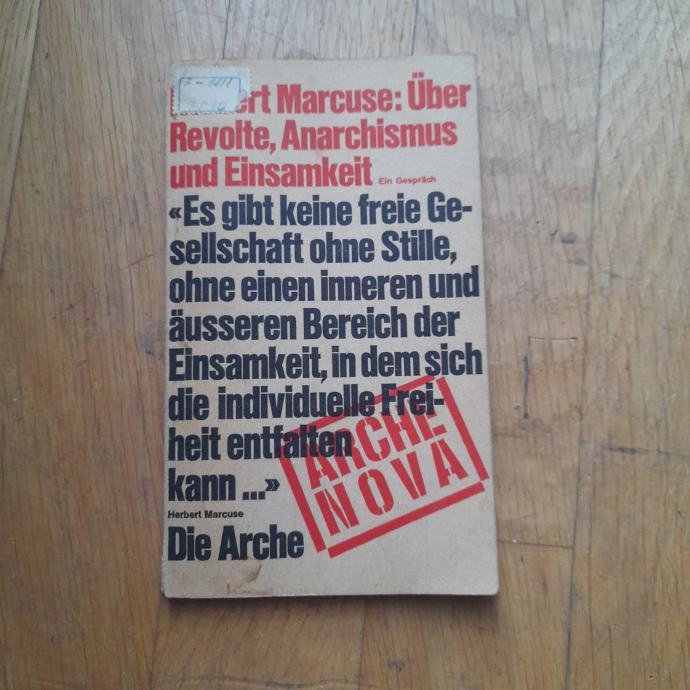 ert Marcuse: Über
Revolte, Anarchismus
und Einsamkeit Ein Gespräch
«Es gibt keine freie Ge-
sellschaft ohne Stille,
ohne einen inneren und
äusseren Bereich der
Einsamkeit, in dem sich
die individuelle Frei-
heit entfalten
kann ...»
Herbert Marcuse
Die Arche
ARCHE
NOVA